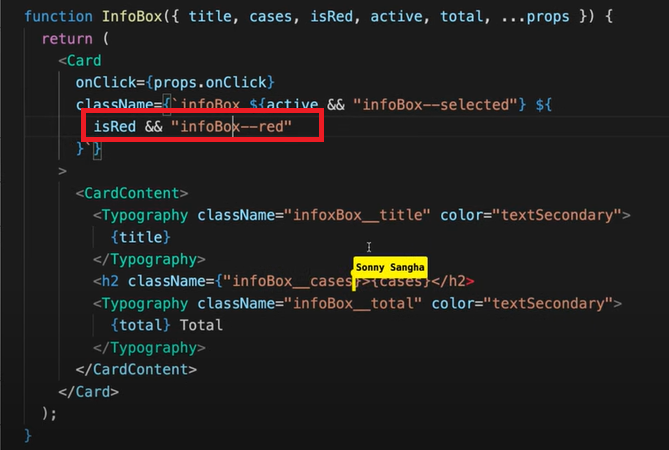 function InfoBox({ title, cases, isRed, active, total, ...props }) {
return (
<Card
onClick={props.onClick}
className={`infoBox ${active && "infoBox--selected"} ${
isRed && "infoBox--red"
}`}
>
<CardContent>
<Typography className="infoxBox__title" color="textSecondary">
{title}
</Typography>
Sonny Sangha
<h2 className={"infoBox__cases}>{cases}</h2>
<Typography className="infoBox__total" color="textSecondary">
{total} Total
</Typography>
</CardContent>
</Card>
);
}